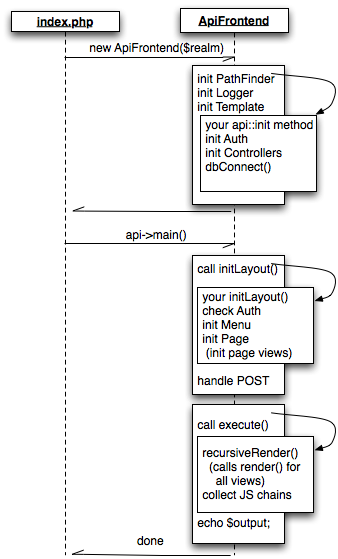 index.php
ApiFrontend
new ApiFrontend($realm)
init PathFinder
init Logger
init Template
your api::init method
init Auth
init Controllers
dbConnect()
api->main()
call initLayout()
your initLayout()
check Auth
init Menu
init Page
(init page views)
handle POST
call execute()
recursiveRender()
(calls render() for
all views)
collect JS chains
echo $output;
done